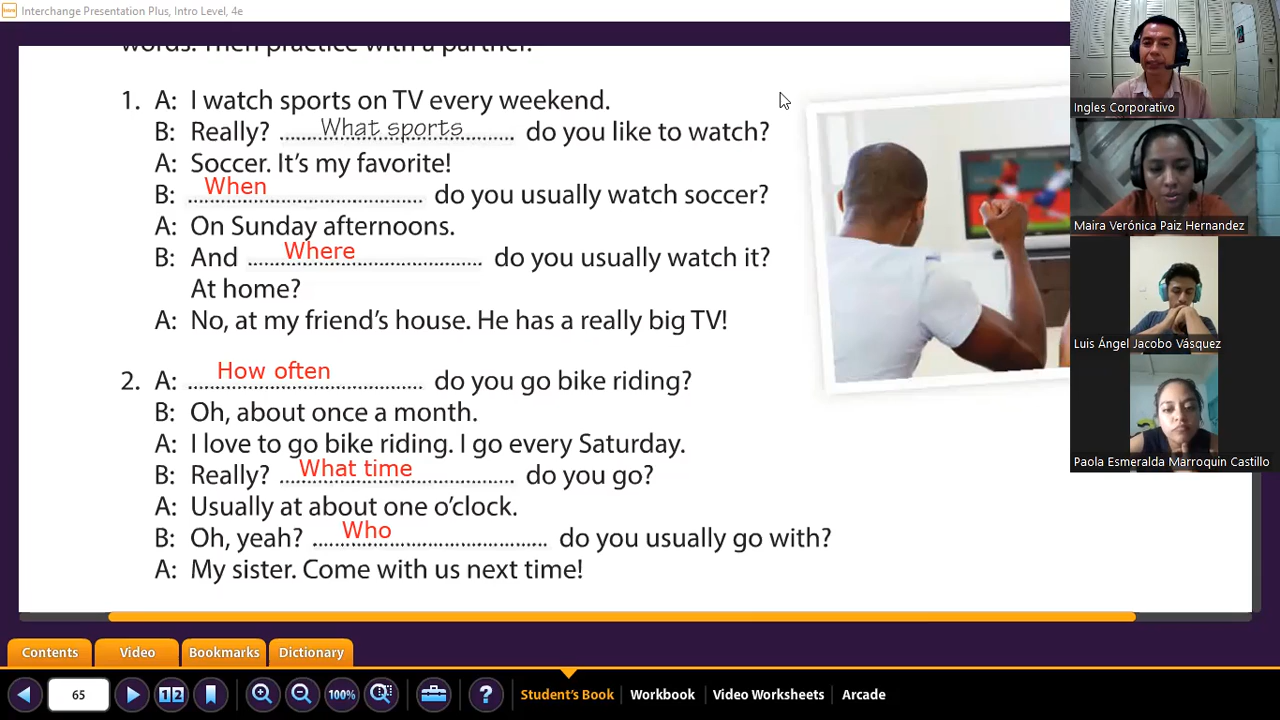 Interchange Presentation Plus, Intro Level, 4e
words. Then practice with a partner.
1. A: I watch sports on TV every weekend.
B: Really? What sports do you like to watch?
A: Soccer. It's my favorite!
B: When do you usually watch soccer?
A: On Sunday afternoons.
B: And Where do you usually watch it?
At home?
A: No, at my friend's house. He has a really big TV!
2. A: How often do you go bike riding?
B: Oh, about once a month.
A: I love to go bike riding. I go every Saturday.
B: Really? What time do you go?
A: Usually at about one o'clock.
B: Oh, yeah? Who do you usually go with?
A: My sister. Come with us next time!
Ingles Corporativo
Maira Verónica Paiz Hernandez
Luis Ángel Jacobo Vásquez
Paola Esmeralda Marroquin Castillo
Contents Video Bookmarks Dictionary
65 1 2 100% ? Student's Book Workbook Video Worksheets Arcade